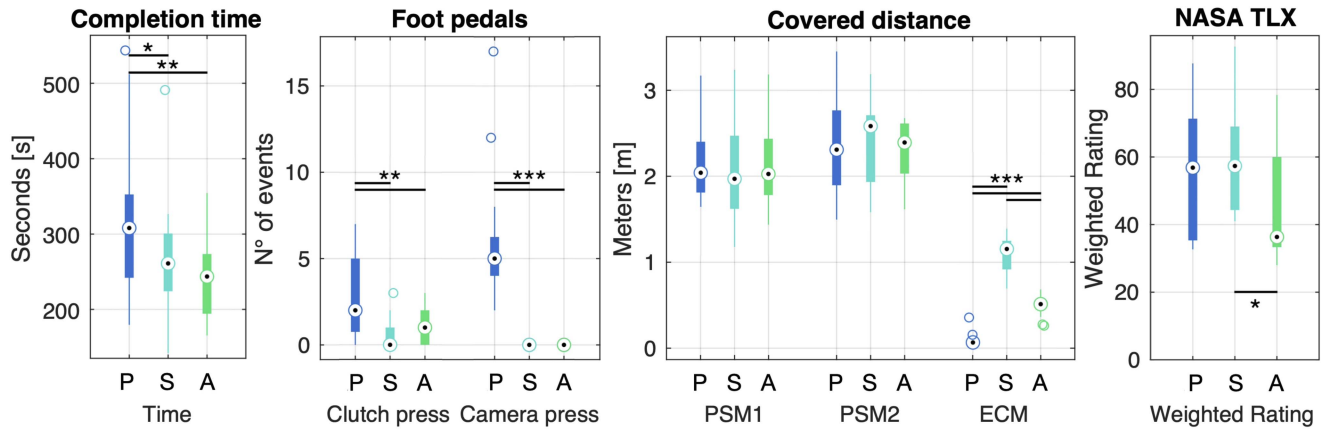 Completion time
Seconds [s]
500
400
300
200
*
**
P S A
Time
Foot pedals
N° of events
15
10
5
0
**
***
P S A P S A
Clutch press Camera press
Covered distance
Meters [m]
3
2
1
0
***
P S A P S A P S A
PSM1 PSM2 ECM
NASA TLX
Weighted Rating
80
60
40
20
0
*
P S A
Weighted Rating